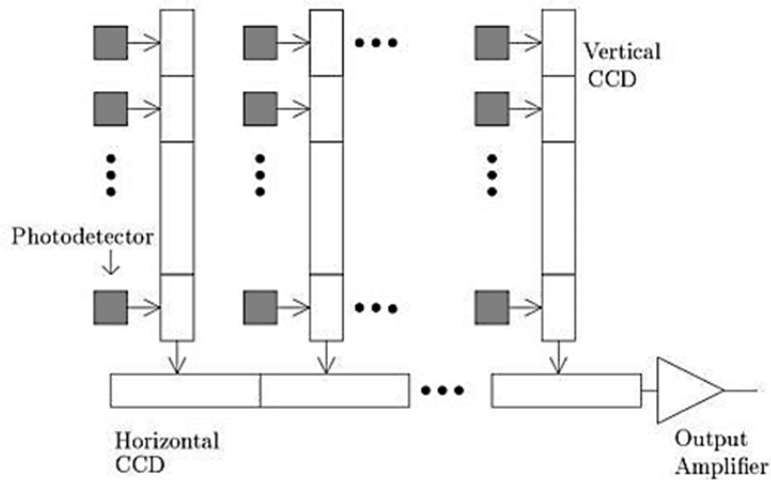 Vertical
CCD
Photodetector
Horizontal
CCD
Output
Amplifier